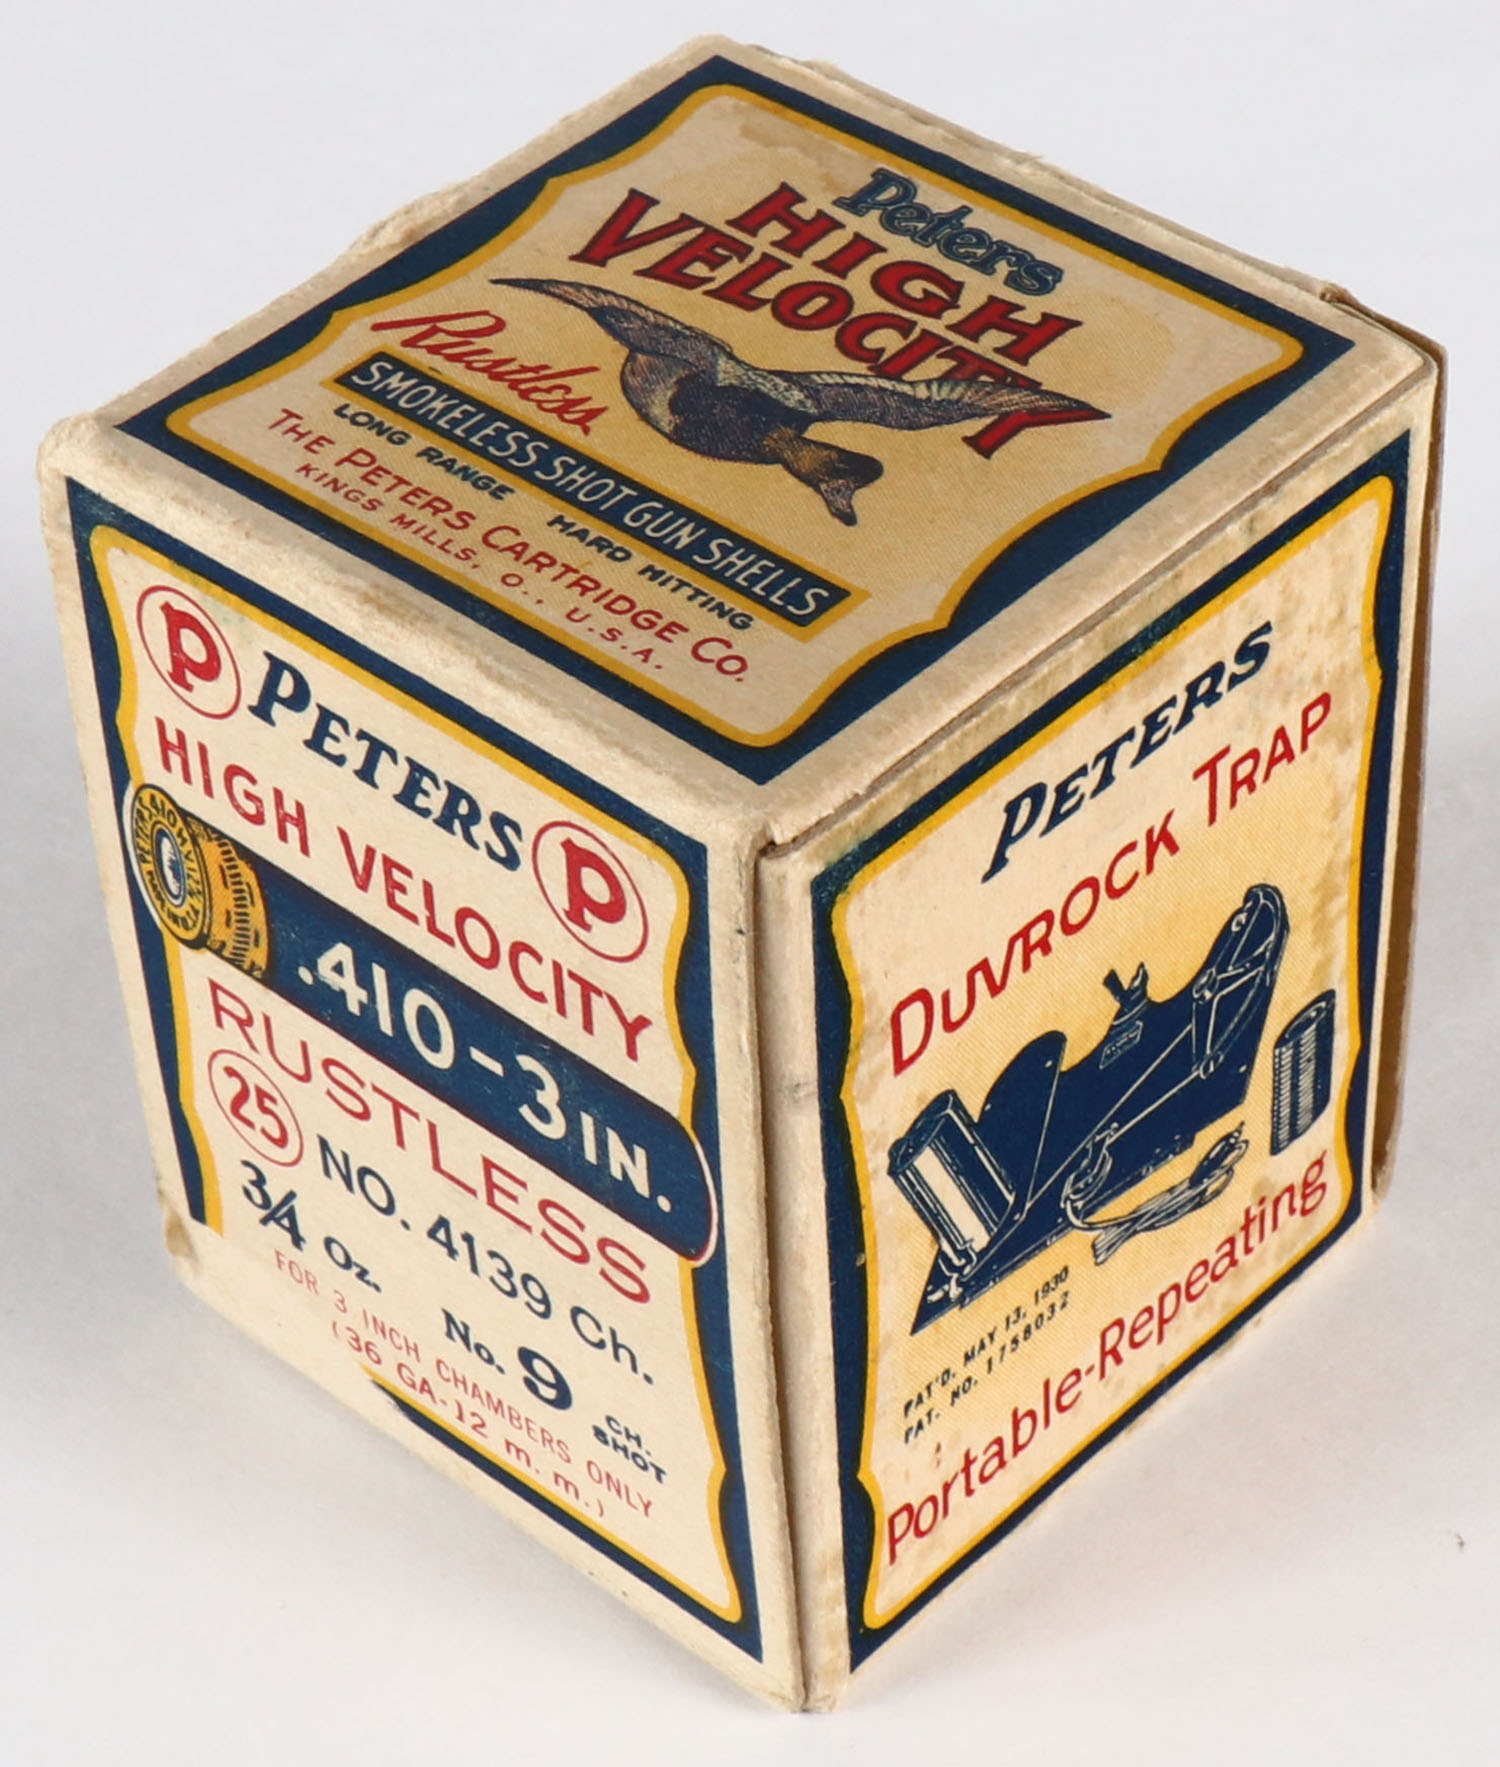 Peters
HIGH
VELOCITY
Rustless
SMOKELESS SHOT GUN SHELLS
LONG RANGE HARD HITTING
THE PETERS CARTRIDGE CO.
KINGS MILLS, O., U.S.A.
P PETERS P
HIGH VELOCITY
.410-3 IN.
RUSTLESS
25 NO. 4139 Ch.
3/4 Oz. No. 9 CH. SHOT
FOR 3 INCH CHAMBERS ONLY
(36 GA-12 m.m.)
PETERS
DUVROCK TRAP
PAT'D. MAY 13, 1930
PAT. NO. 1758032
Portable-Repeating